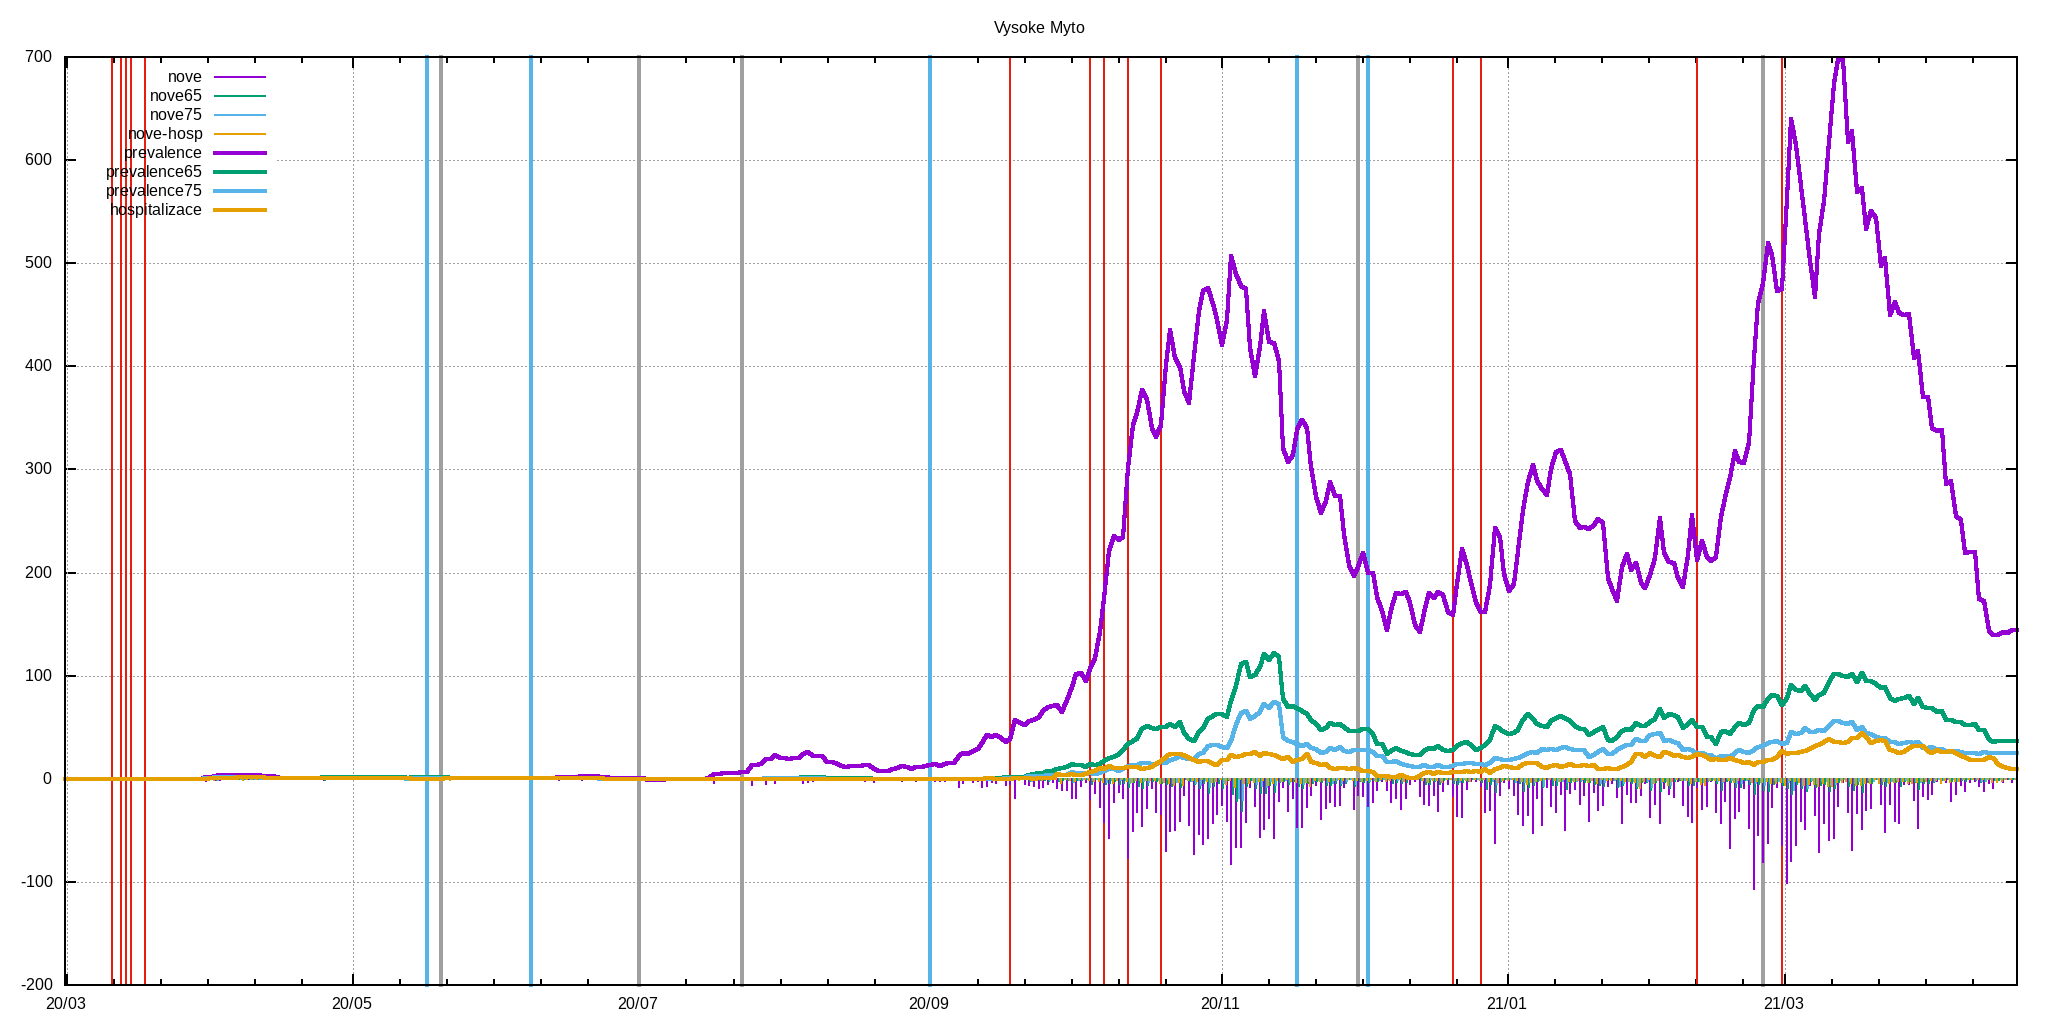 Vysoke Myto
700
600
500
400
300
200
100
0
-100
-200
nove
nove65
nove75
nove-hosp
prevalence
prevalence65
prevalence75
hospitalizace
20/03 20/05 20/07 20/09 20/11 21/01 21/03